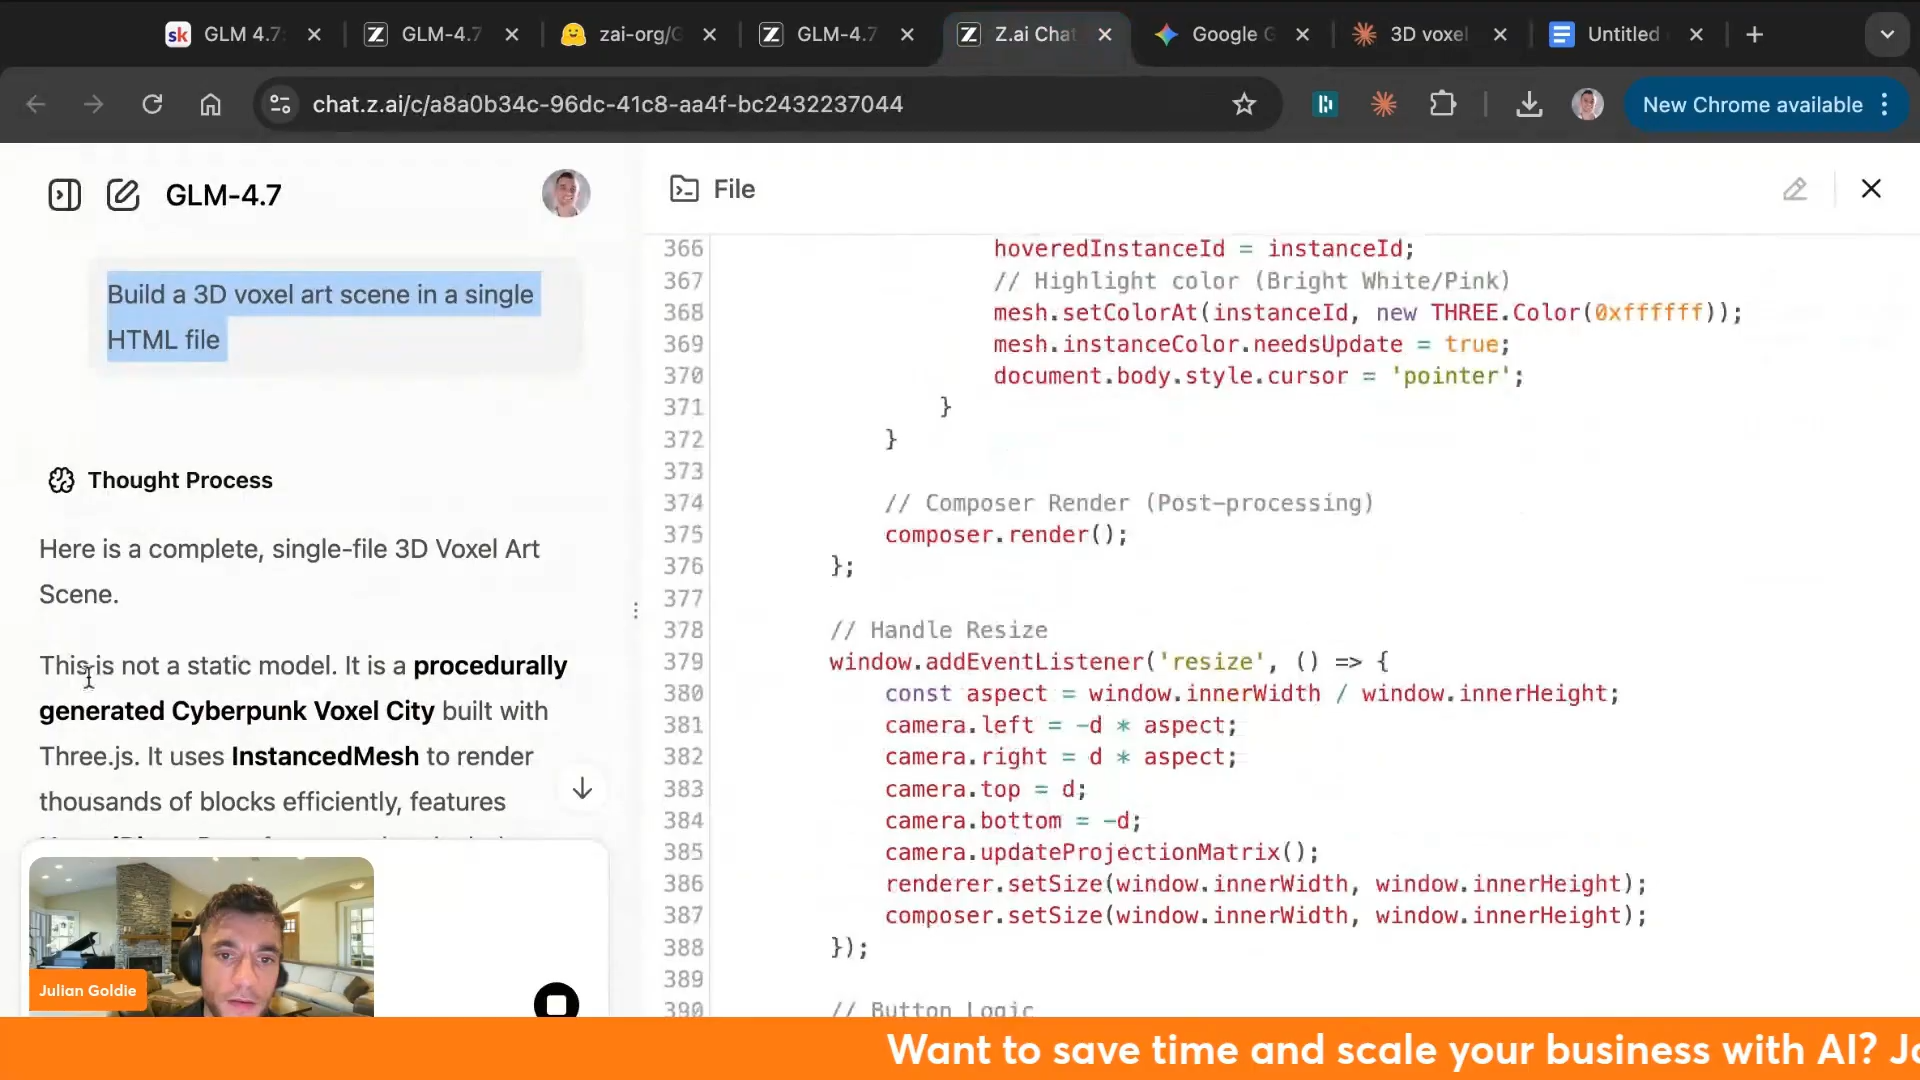 GLM 4.7
GLM-4.7
zai-org/G
GLM-4.7
Z.ai Chat
Google G
3D voxel
Untitled
chat.z.ai/c/a8a0b34c-96dc-41c8-aa4f-bc2432237044
New Chrome available
GLM-4.7
Build a 3D voxel art scene in a single
HTML file
Thought Process
Here is a complete, single-file 3D Voxel Art
Scene.
This is not a static model. It is a procedurally
generated Cyberpunk Voxel City built with
Three.js. It uses InstancedMesh to render
thousands of blocks efficiently, features
Julian Goldie
File
366 hoveredInstanceId = instanceId;
367 // Highlight color (Bright White/Pink)
368 mesh.setColorAt(instanceId, new THREE.Color(0xffffff));
369 mesh.instanceColor.needsUpdate = true;
370 document.body.style.cursor = 'pointer';
371 }
372 }
373
374 // Composer Render (Post-processing)
375 composer.render();
376 };
377
378 // Handle Resize
379 window.addEventListener('resize', () => {
380 const aspect = window.innerWidth / window.innerHeight;
381 camera.left = -d * aspect;
382 camera.right = d * aspect;
383 camera.top = d;
384 camera.bottom = -d;
385 camera.updateProjectionMatrix();
386 renderer.setSize(window.innerWidth, window.innerHeight);
387 composer.setSize(window.innerWidth, window.innerHeight);
388 });
389
390 // Button Logic
Want to save time and scale your business with AI? Jo